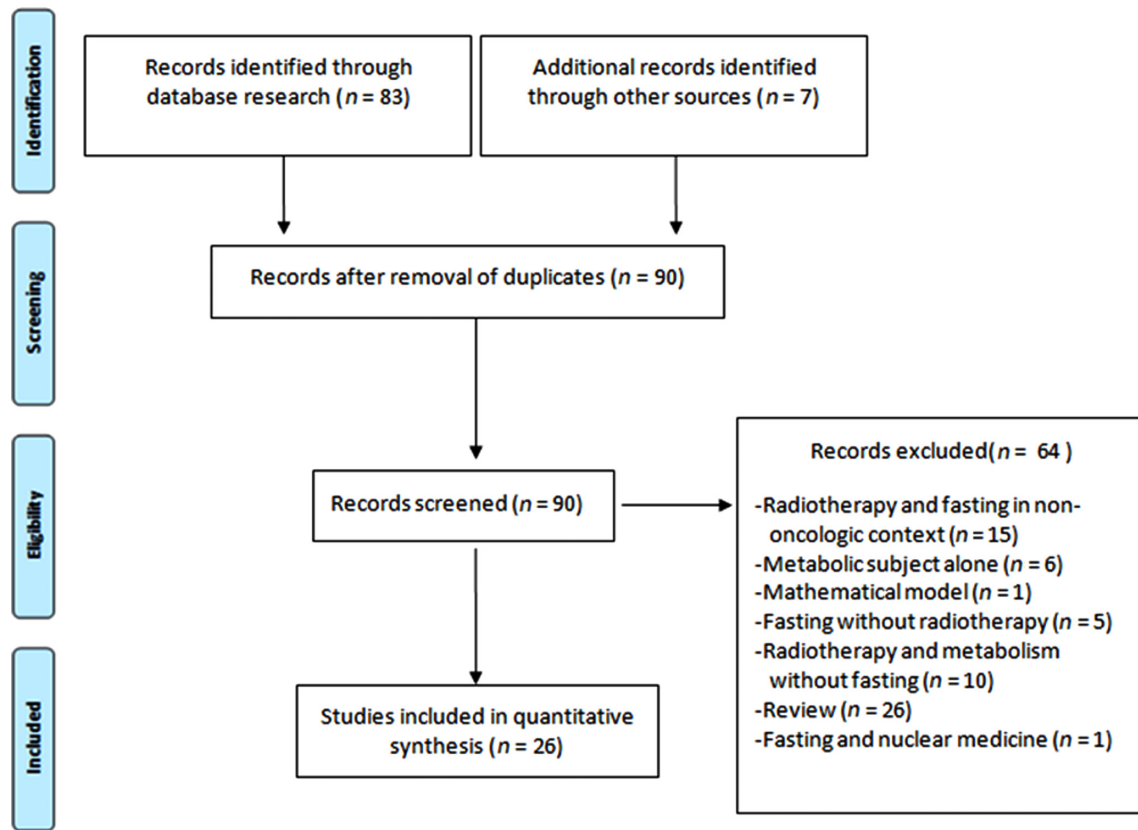 Identification
Records identified through
database research (n = 83)
Additional records identified
through other sources (n = 7)
Screening
Records after removal of duplicates (n = 90)
Eligibility
Records screened (n = 90)
Records excluded(n = 64 )
-Radiotherapy and fasting in non-
oncologic context (n = 15)
-Metabolic subject alone (n = 6)
-Mathematical model (n = 1)
-Fasting without radiotherapy (n = 5)
-Radiotherapy and metabolism
without fasting (n = 10)
-Review (n = 26)
-Fasting and nuclear medicine (n = 1)
Included
Studies included in quantitative
synthesis (n = 26)